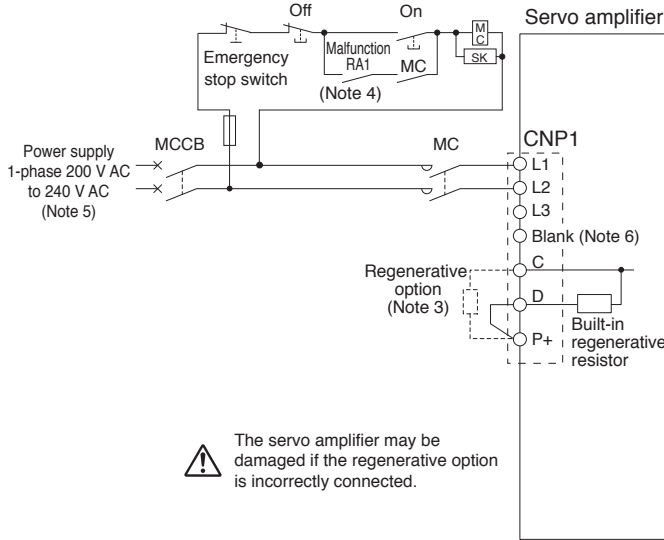 Off
On
Servo amplifier
Emergency
stop switch
Malfunction
RA1
(Note 4)
MC
M
C
SK
Power supply
1-phase 200 V AC
to 240 V AC
(Note 5)
MCCB
MC
CNP1
L1
L2
L3
Blank (Note 6)
Regenerative
option
(Note 3)
C
D
P+
Built-in
regenerative
resistor
The servo amplifier may be
damaged if the regenerative option
is incorrectly connected.